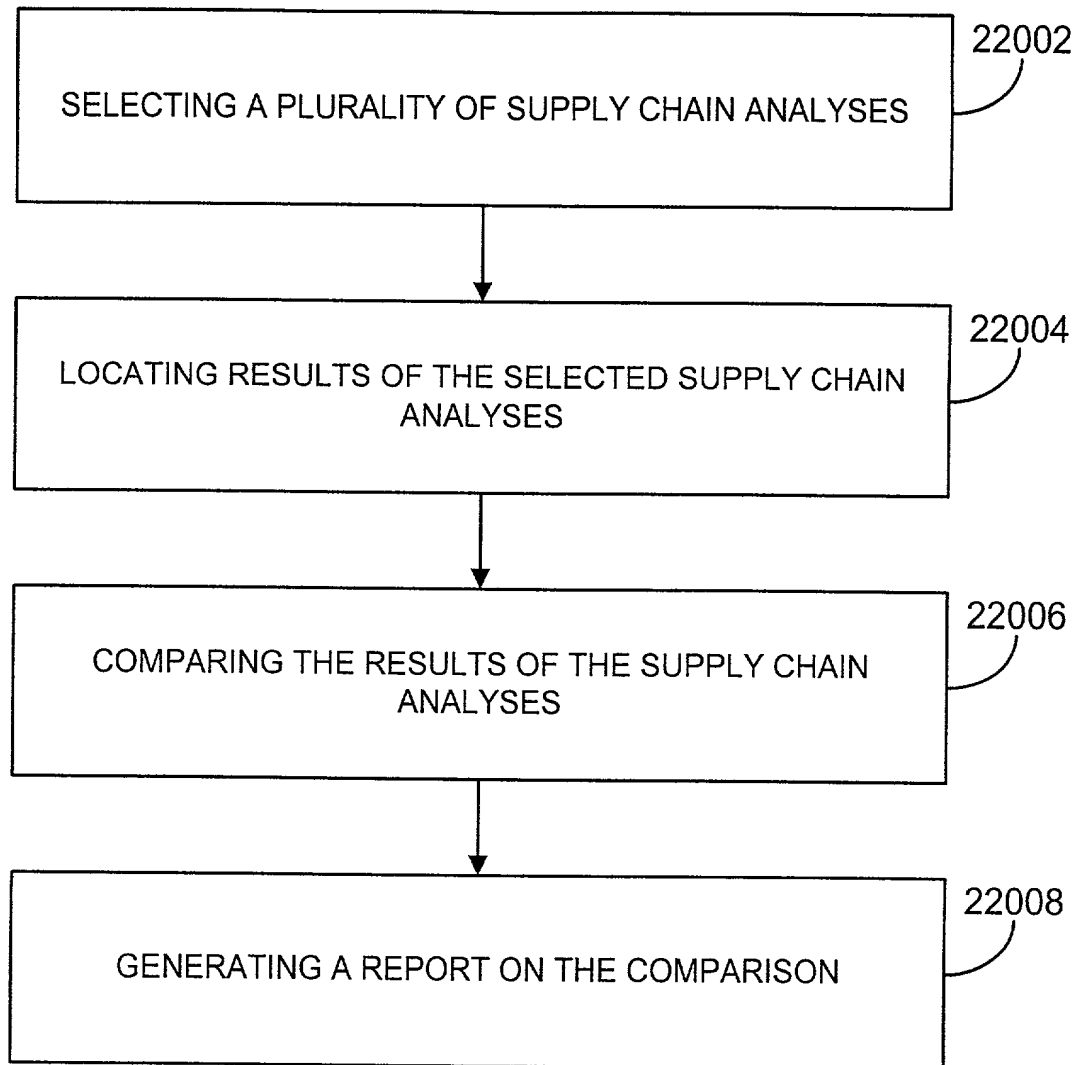 22002
SELECTING A PLURALITY OF SUPPLY CHAIN ANALYSES
22004
LOCATING RESULTS OF THE SELECTED SUPPLY CHAIN
ANALYSES
22006
COMPARING THE RESULTS OF THE SUPPLY CHAIN
ANALYSES
22008
GENERATING A REPORT ON THE COMPARISON